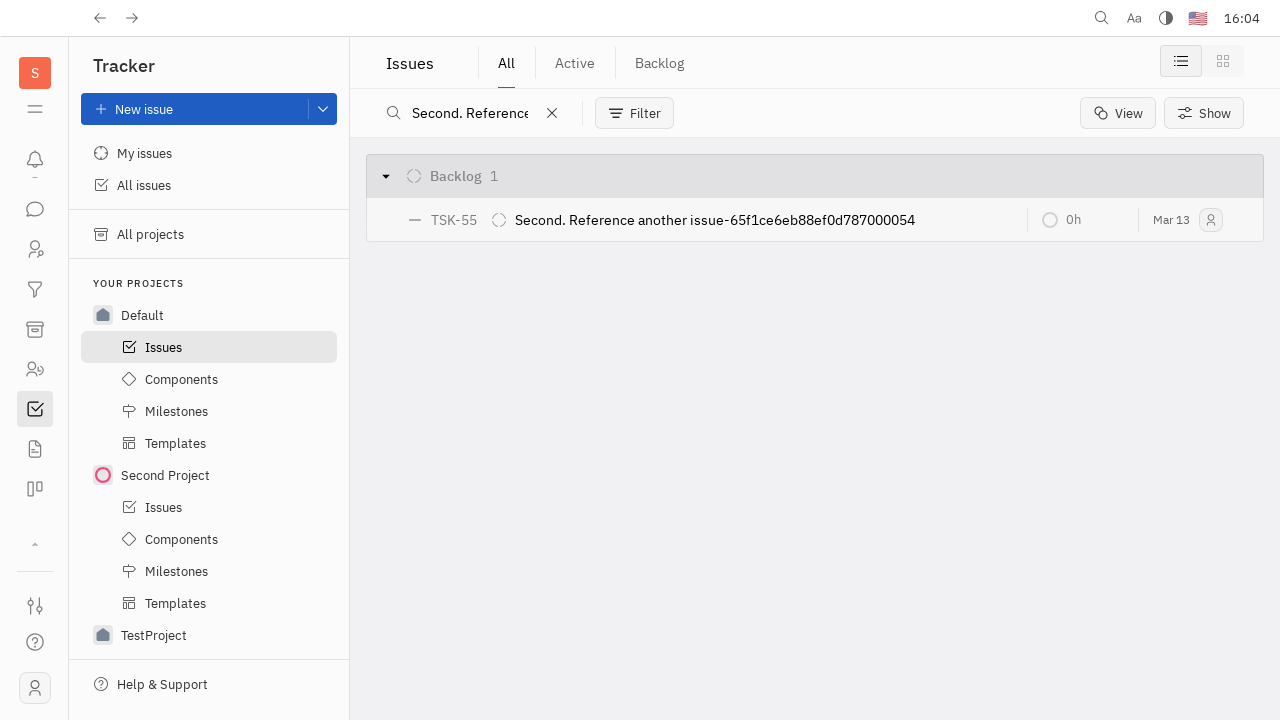 Aa
16:04
S
Tracker
New issue
My issues
All issues
All projects
YOUR PROJECTS
Default
Issues
Components
Milestones
Templates
Second Project
Issues
Components
Milestones
Templates
TestProject
Help & Support
Issues
All
Active
Backlog
Second. Reference
Filter
View
Show
Backlog 1
TSK-55
Second. Reference another issue-65f1ce6eb88ef0d787000054
0h
Mar 13